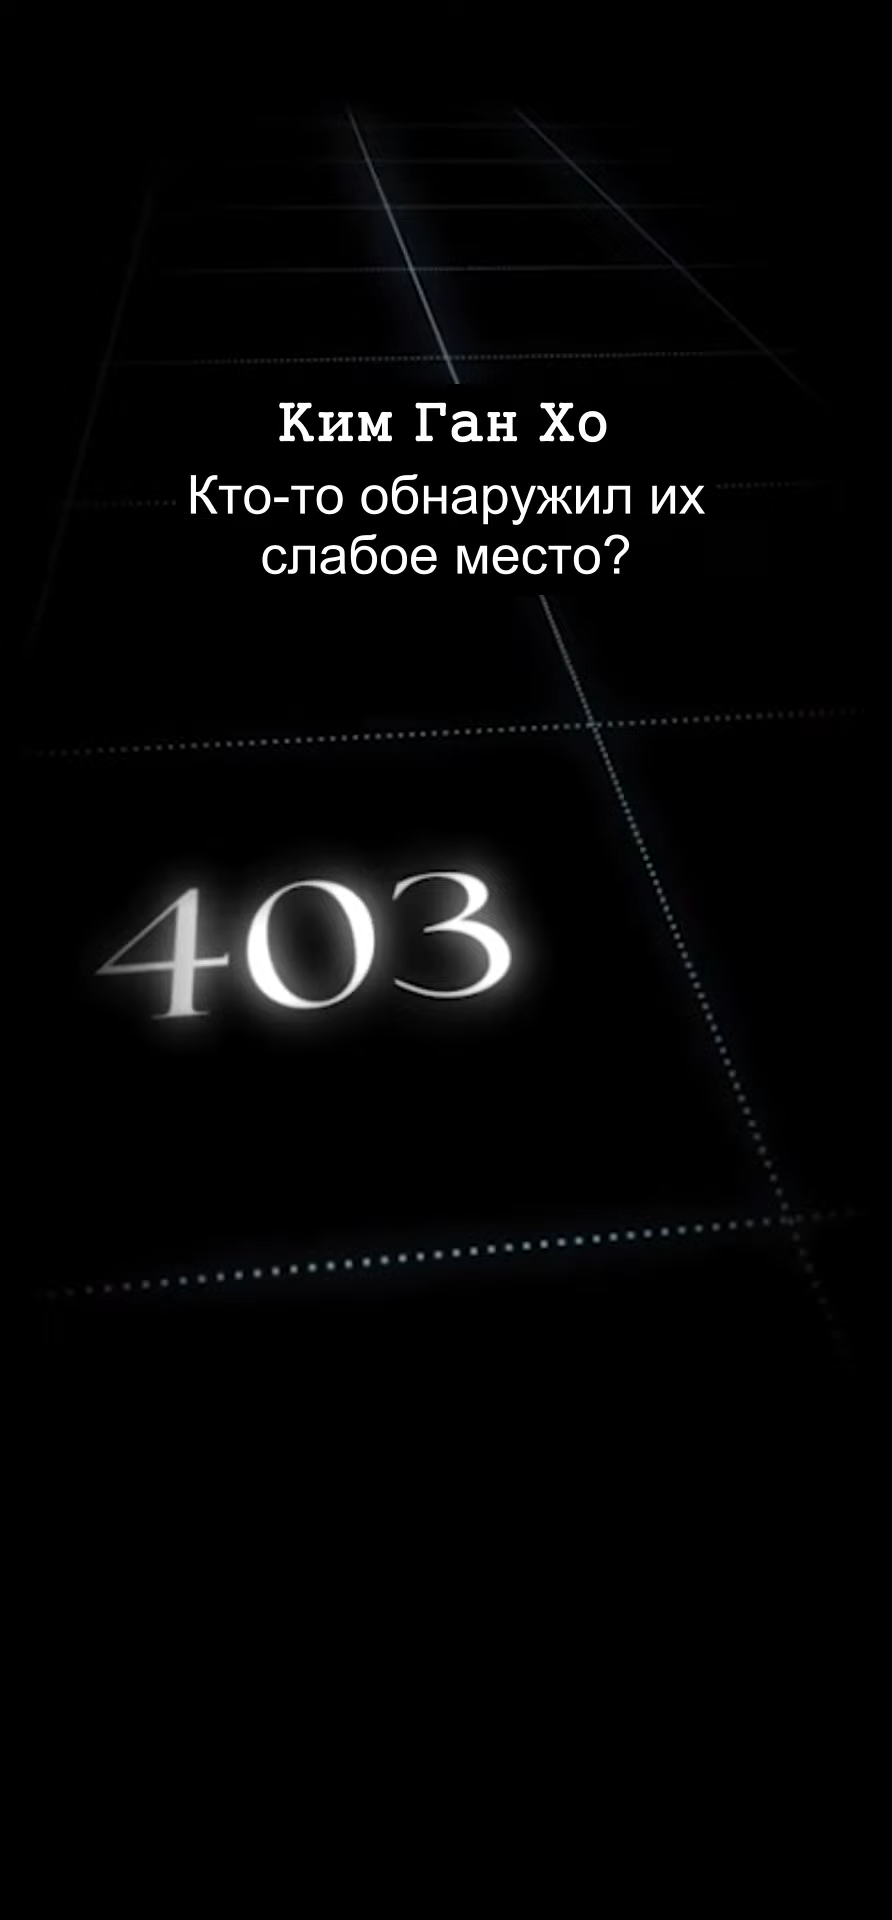 Ким Ган Хо
Кто-то обнаружил их
слабое место?
403